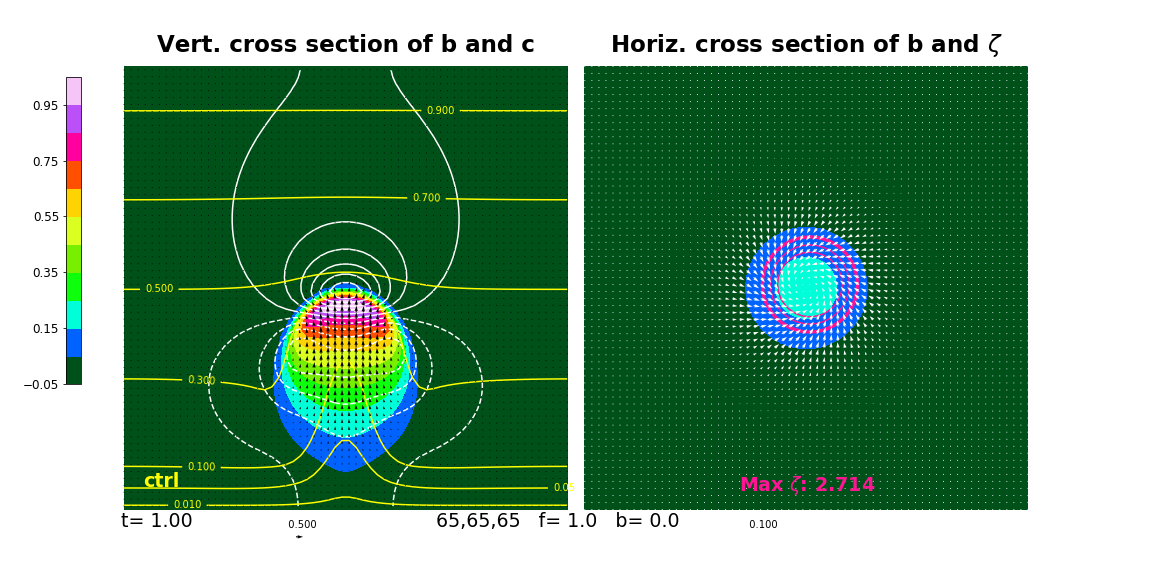 Vert. cross section of b and c
Horiz. cross section of b and ζ
0.95
0.75
0.55
0.35
0.15
−0.05
0.900
0.700
0.500
0.300
0.100
0.010
ctrl
Max ζ: 2.714
t= 1.00
0.500
65,65,65 f= 1.0 b= 0.0
0.100